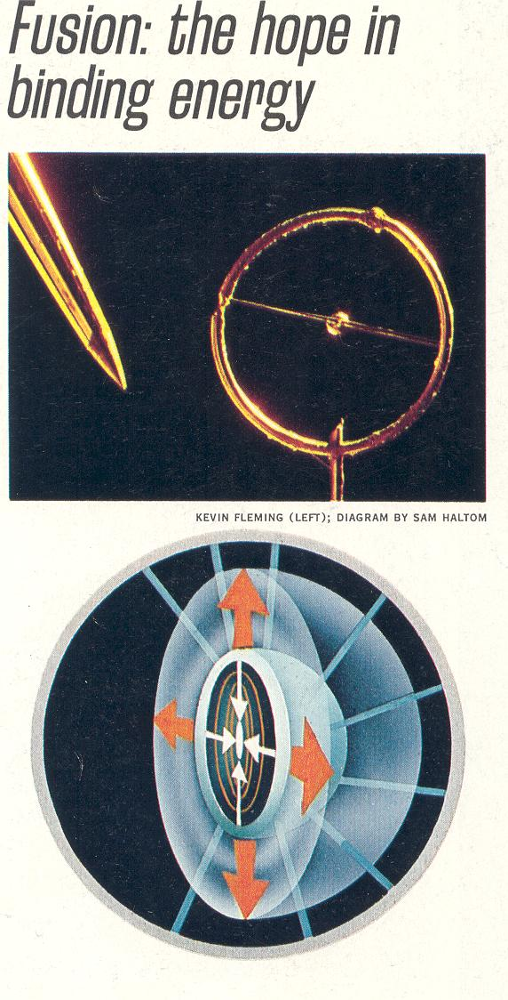 Fusion: the hope in
binding energy
KEVIN FLEMING (LEFT); DIAGRAM BY SAM HALTOM